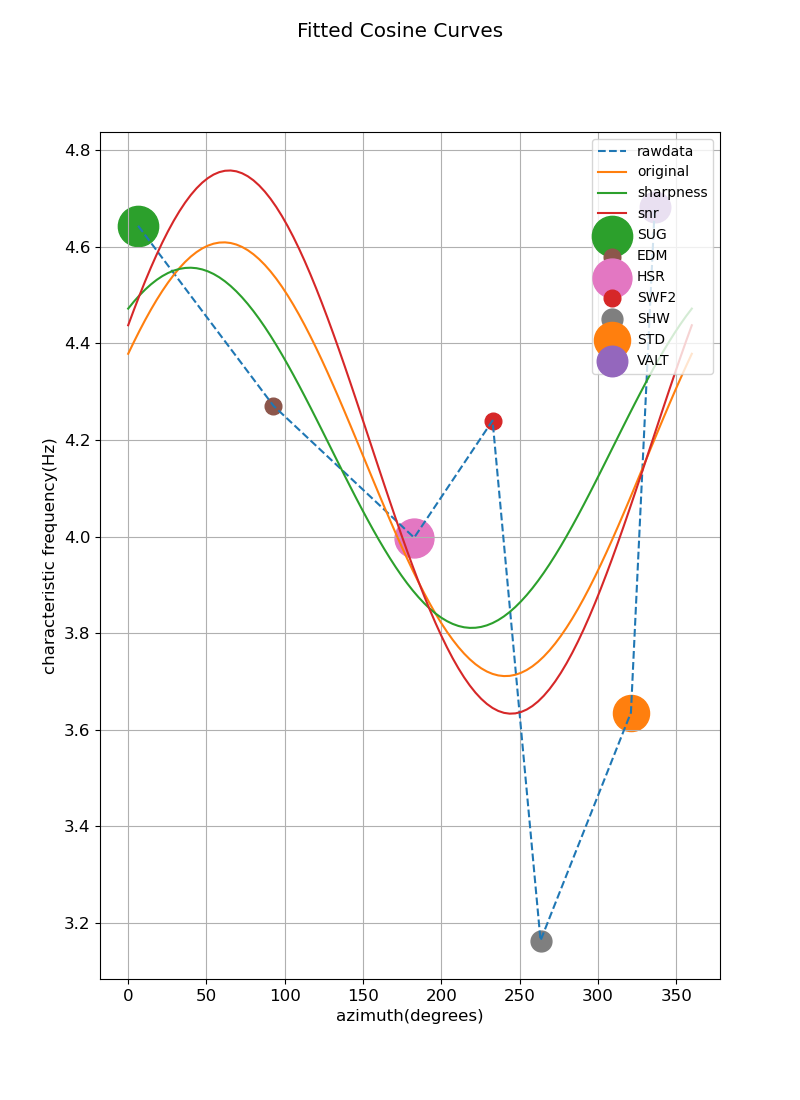 Fitted Cosine Curves
4.8
4.6
4.4
4.2
4.0
3.8
3.6
3.4
3.2
characteristic frequency(Hz)
rawdata
original
sharpness
snr
SUG
EDM
HSR
SWF2
SHW
STD
VALT
0 50 100 150 200 250 300 350
azimuth(degrees)